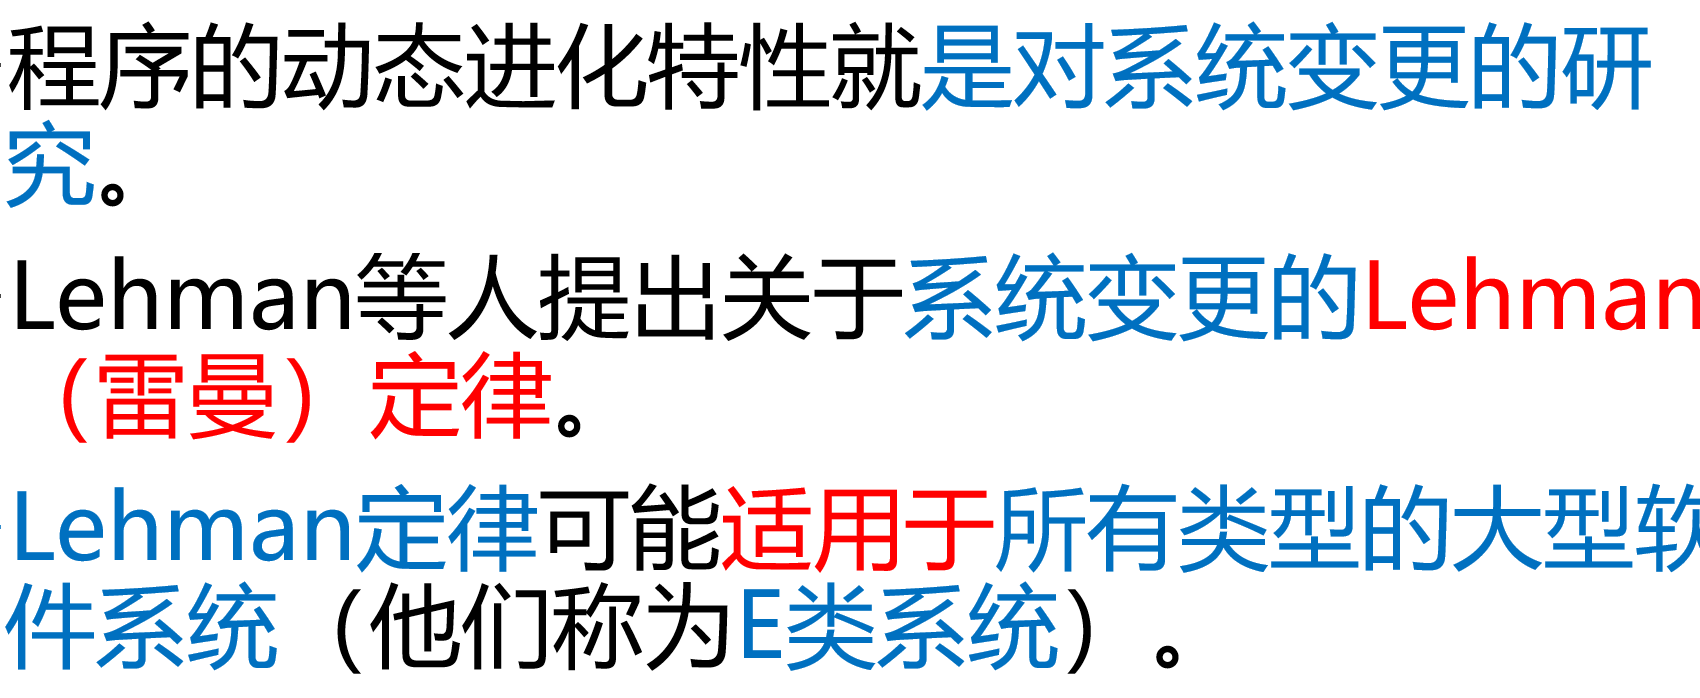 程序的动态进化特性就是对系统变更的研
究。
Lehman等人提出关于系统变更的Lehman
（雷曼）定律。
Lehman定律可能适用于所有类型的大型软
件系统（他们称为E类系统）。